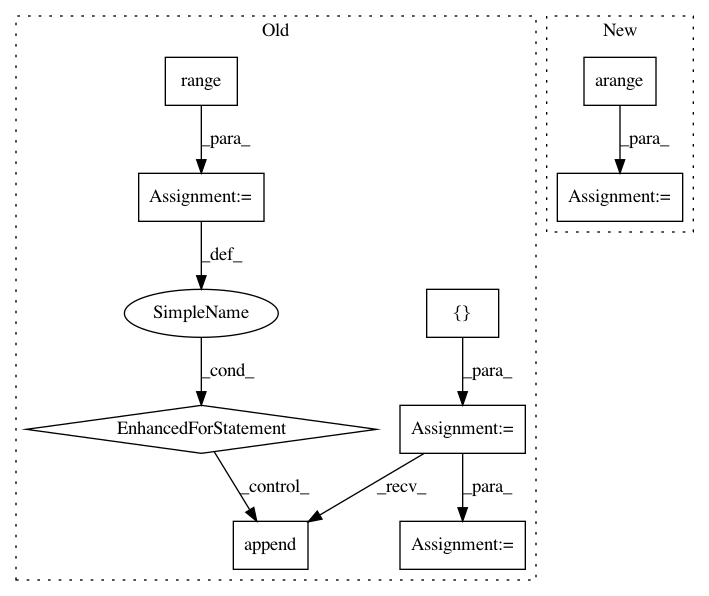 Old
New
range
arange
_para_
_para_
Assignment:=
Assignment:=
_def_
SimpleName
{}
_cond_
_para_
EnhancedForStatement
Assignment:=
_control_
_recv_
_para_
append
Assignment:=